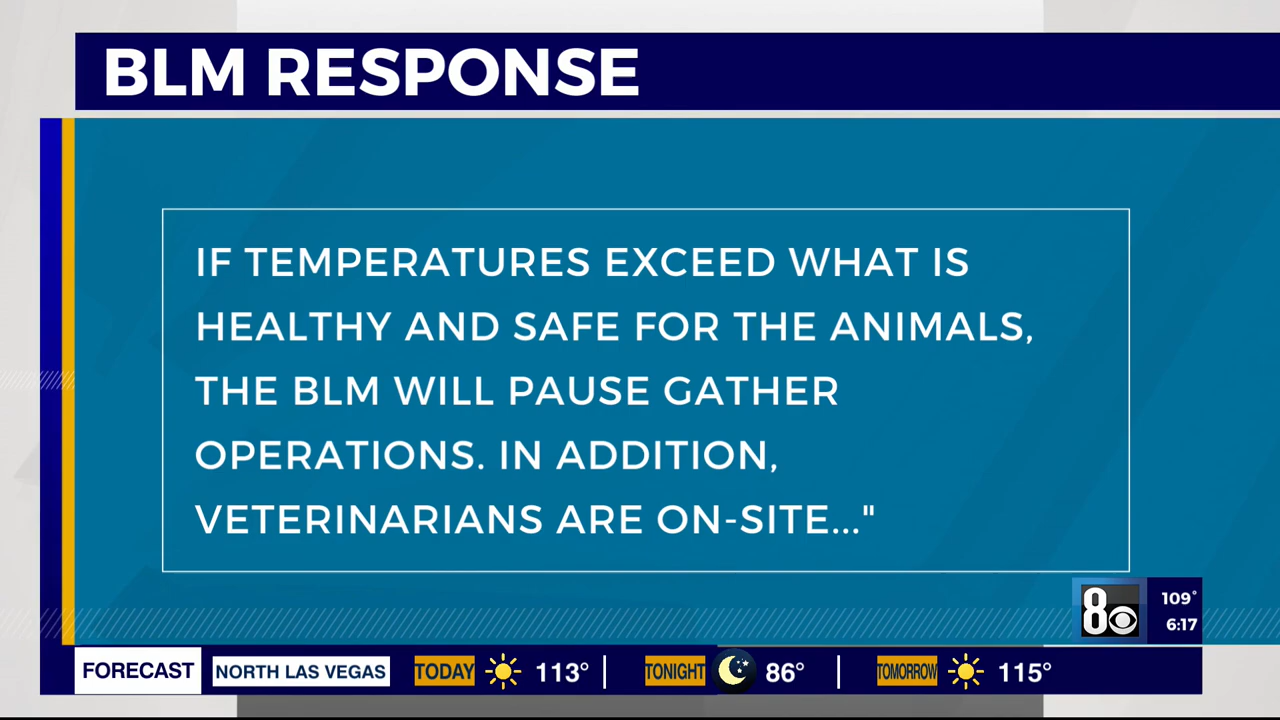 BLM RESPONSE
IF TEMPERATURES EXCEED WHAT IS
HEALTHY AND SAFE FOR THE ANIMALS,
THE BLM WILL PAUSE GATHER
OPERATIONS. IN ADDITION,
VETERINARIANS ARE ON-SITE..."
8
109°
6:17
FORECAST NORTH LAS VEGAS TODAY 113° TONIGHT 86° TOMORROW 115°